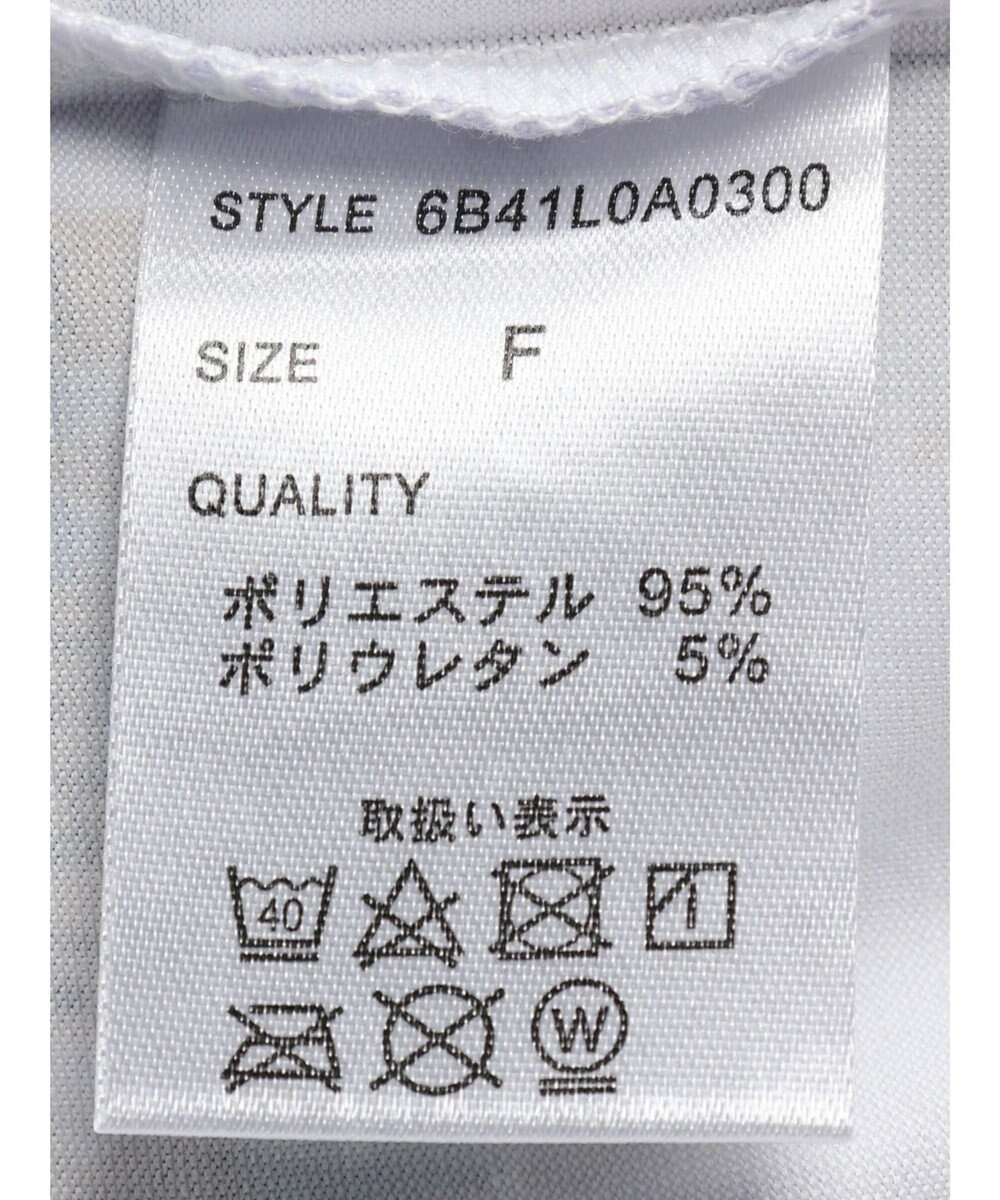 STYLE 6B41L0A0300
SIZE F
QUALITY
ポリエステル 95%
ポリウレタン 5%
取扱い表示
40
W